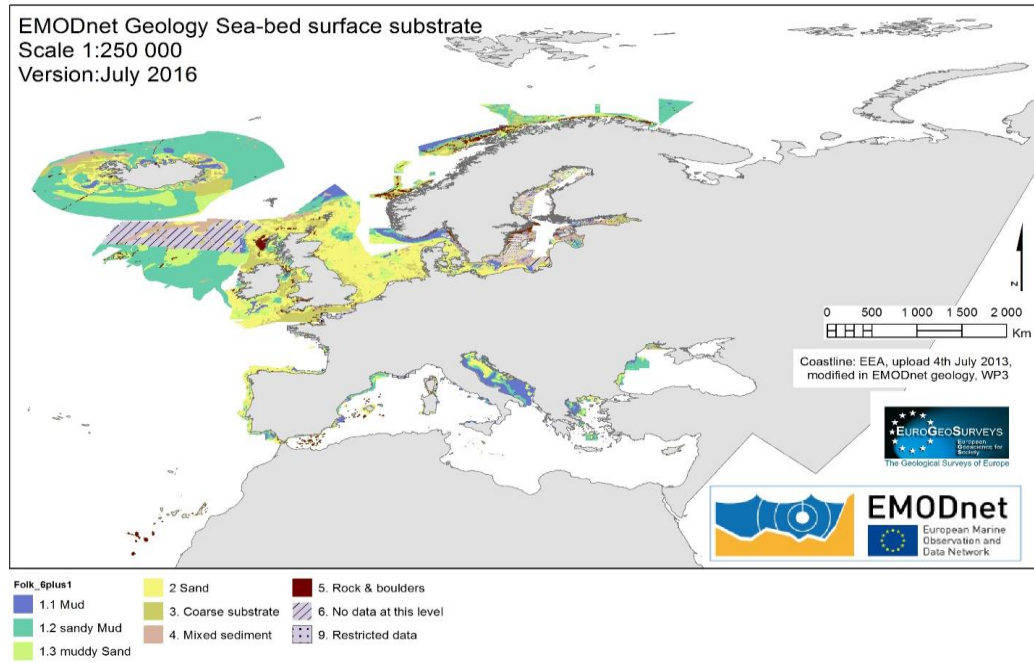 EMODnet Geology Sea-bed surface substrate
Scale 1:250 000
Version:July 2016
N
0 500 1 000 1 500 2 000
Km
Coastline: EEA, upload 4th July 2013,
modified in EMODnet geology, WP3
EUROGEOSURVEYS
European
Geoscience for
Society
The Geological Surveys of Europe
EMODnet
European Marine
Observation and
Data Network
Folk_6plus1
1.1 Mud
1.2 sandy Mud
1.3 muddy Sand
2 Sand
3. Coarse substrate
4. Mixed sediment
5. Rock & boulders
6. No data at this level
9. Restricted data